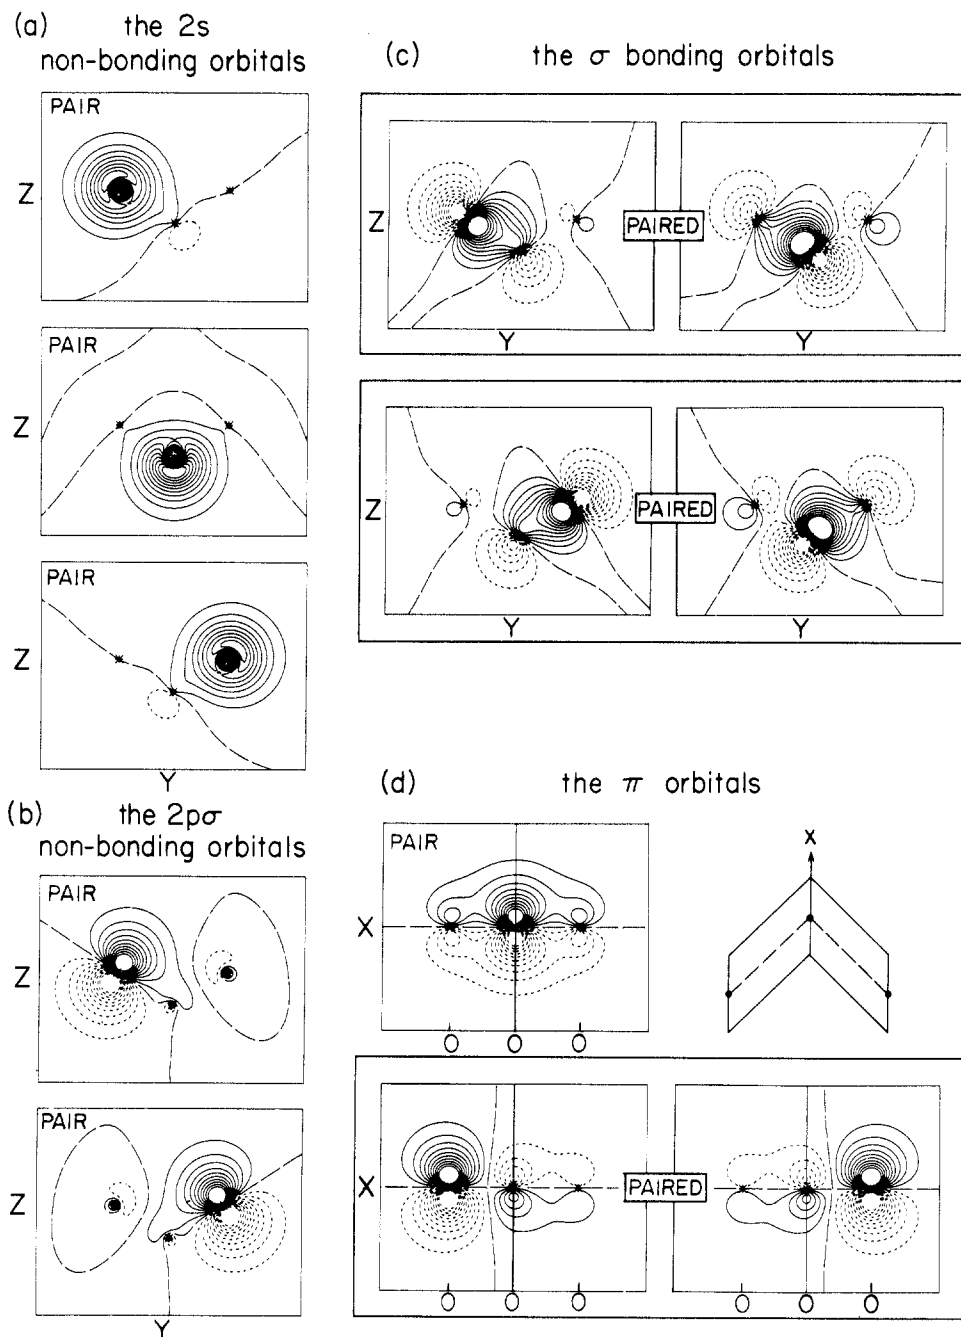 (a) the 2s
non-bonding orbitals
PAIR
Z
PAIR
Z
PAIR
Z
Y
(b) the 2pσ
non-bonding orbitals
PAIR
Z
PAIR
Z
Y
(c) the σ bonding orbitals
Z
PAIRED
Y Y
Z
PAIRED
Y Y
(d) the π orbitals
PAIR
X
X
O O O
X
PAIRED
O O O O O O